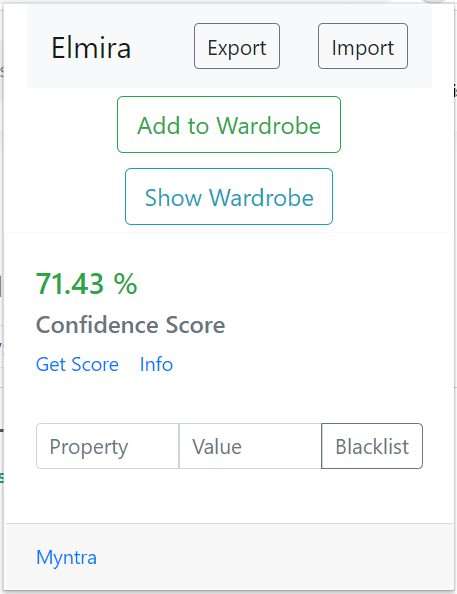 Elmira Export Import
Add to Wardrobe
Show Wardrobe
71.43 %
Confidence Score
Get Score Info
Property Value Blacklist
Myntra